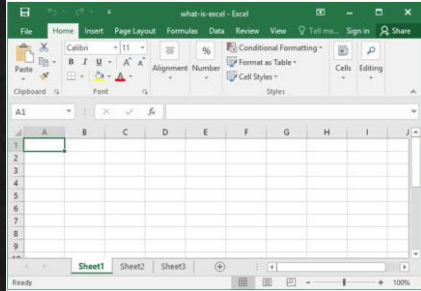 what-is-excel - Excel
File Home Insert Page Layout Formulas Data Review View Tell me... Sign in Share
Paste
Calibri 11
B I U
A A
A
Alignment
%
Number
Conditional Formatting
Format as Table
Cell Styles
Cells
Editing
Clipboard Font Styles
A1 fx
A B C D E F G H I J
1
2
3
4
5
6
7
8
9
10
Sheet1 Sheet2 Sheet3
Ready 100%